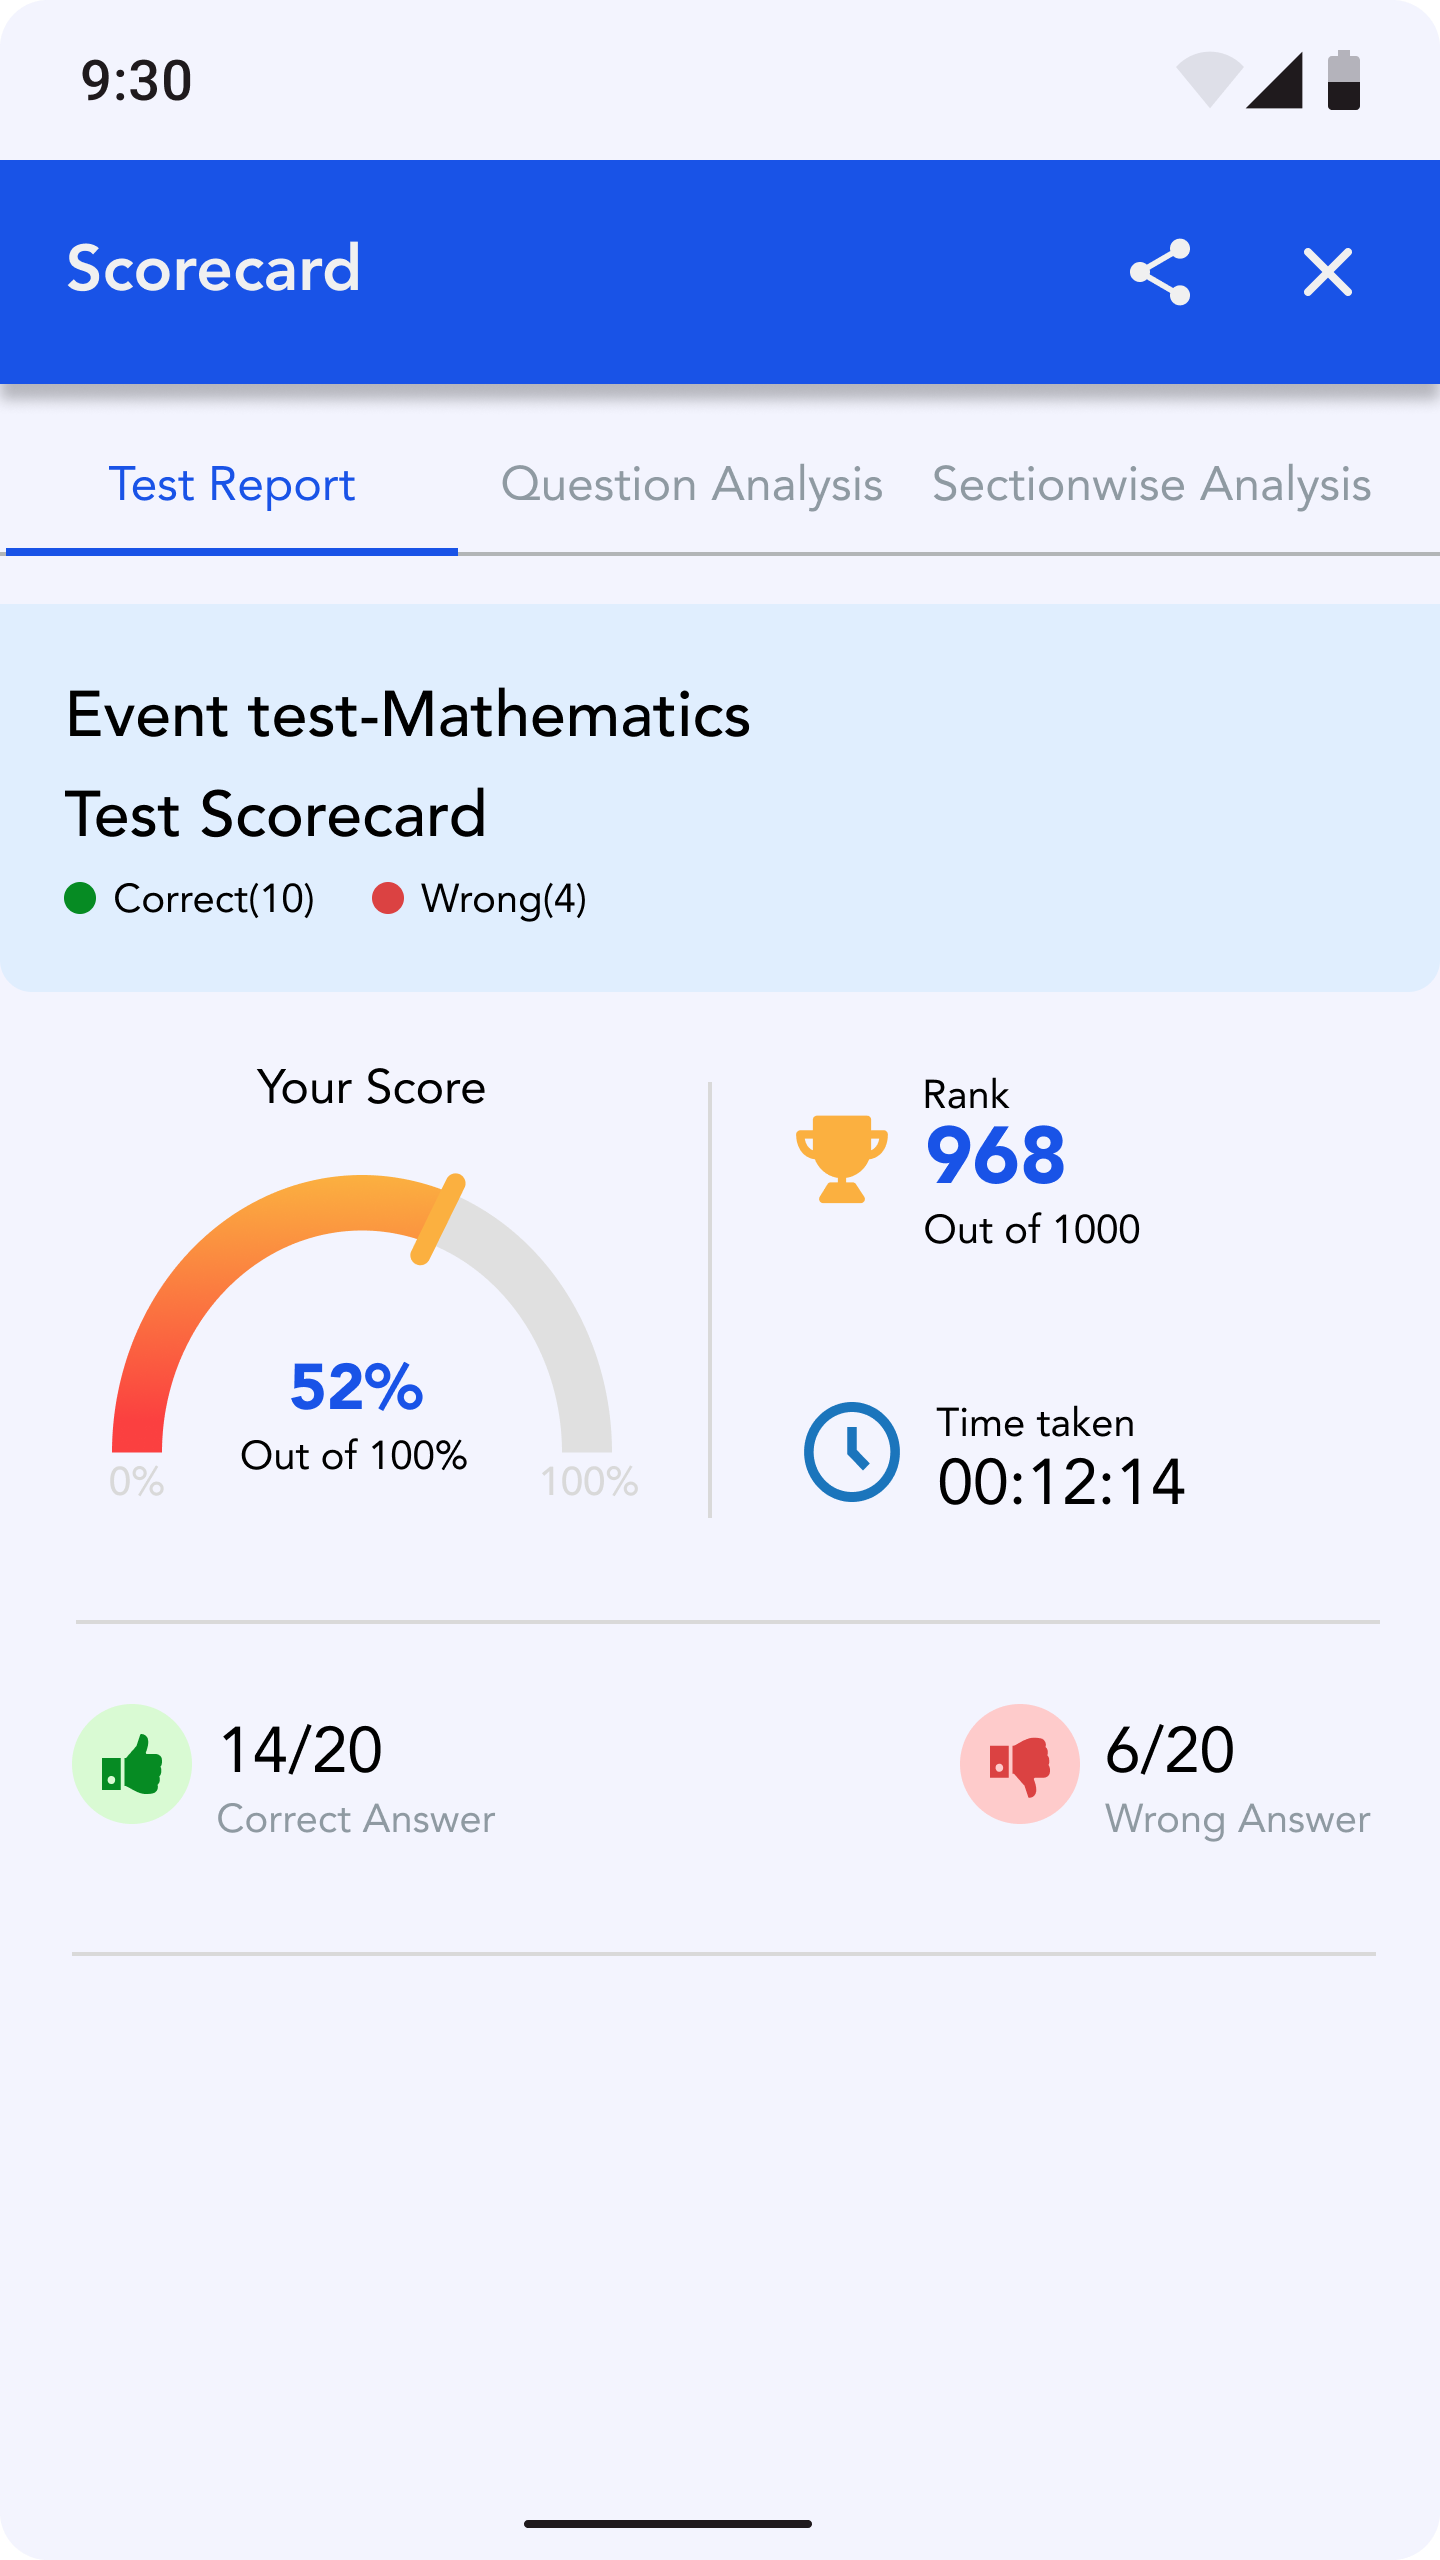 9:30
Scorecard
Test Report
Question Analysis
Sectionwise Analysis
Event test-Mathematics
Test Scorecard
Correct(10)
Wrong(4)
Your Score
52%
Out of 100%
0%
100%
Rank
968
Out of 1000
Time taken
00:12:14
14/20
Correct Answer
6/20
Wrong Answer